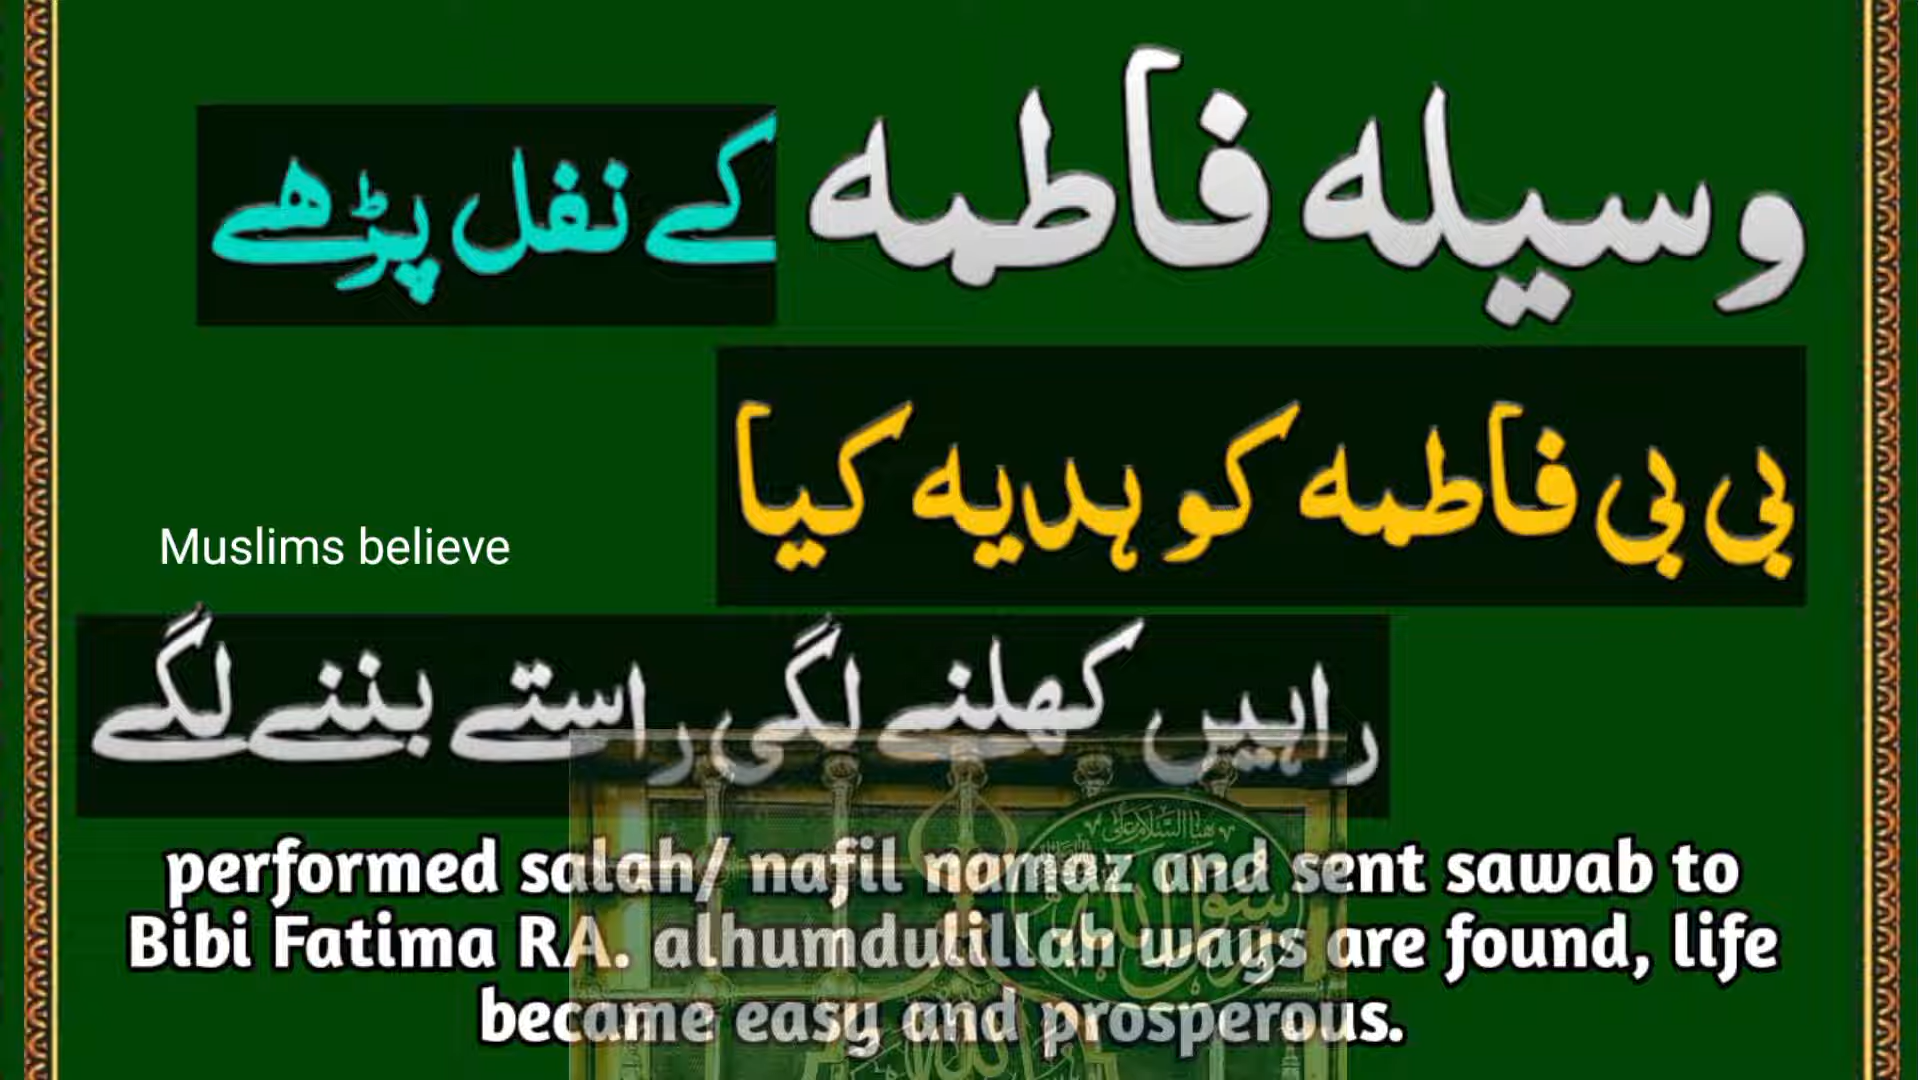 وسیلہ فاطمہ کے نفل پڑھے
بی بی فاطمہ کو ہدیہ کیا
Muslims believe
راہیں کھلنے لگی راستے بننے لگے
performed salah/ nafil namaz and sent sawab to
Bibi Fatima RA. alhumdulillah ways are found, life
became easy and prosperous.